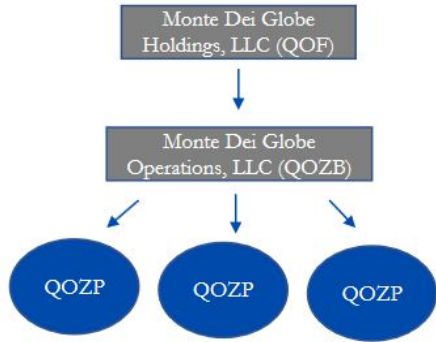 Monte Dei Globe
Holdings, LLC (QOF)
Monte Dei Globe
Operations, LLC (QOZB)
QOZP
QOZP
QOZP